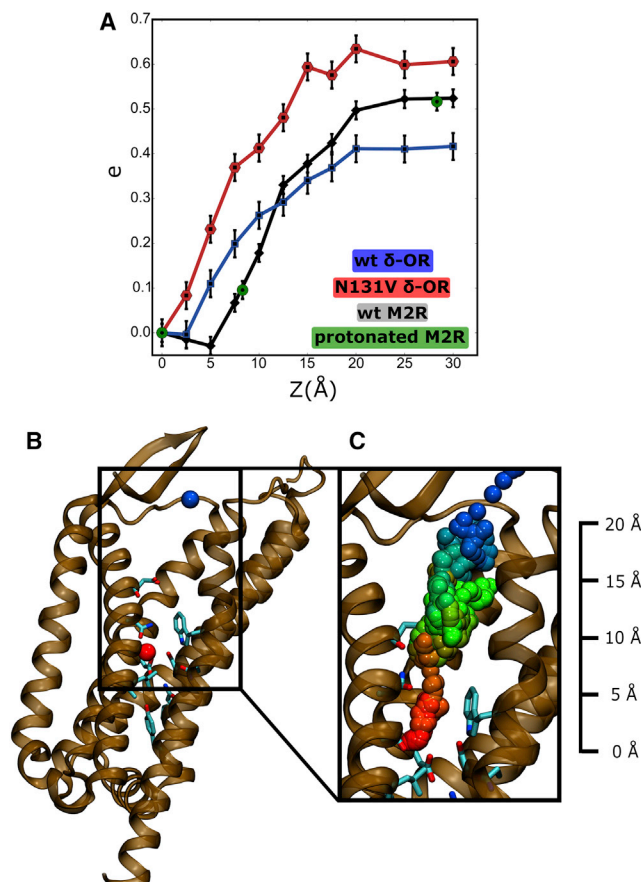 A
0.7
0.6
0.5
0.4
0.3
0.2
0.1
0.0
e
0 5 10 15 20 25 30
Z(Å)
wt δ-OR
N131V δ-OR
wt M2R
protonated M2R
B
C
20 Å
15 Å
10 Å
5 Å
0 Å